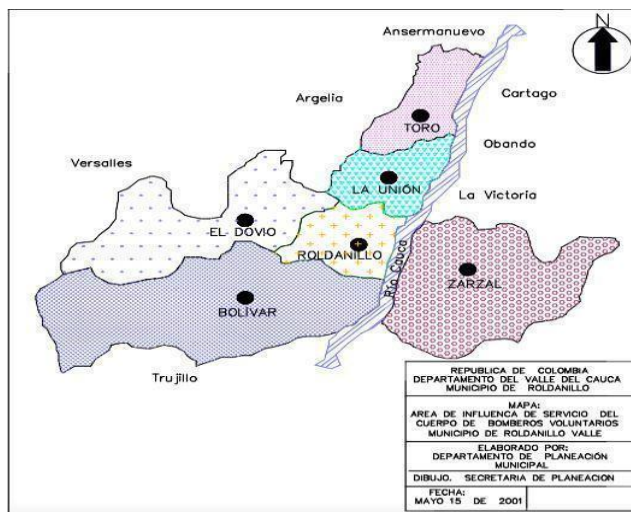 N
Ansermanuevo
Argelia
Cartago
TORO
Obando
Versalles
LA UNIÓN
La Victoria
EL DOVIO
ROLDANILLO
Río Cauca
ZARZAL
BOLÍVAR
Trujillo
REPUBLICA DE COLOMBIA
DEPARTAMENTO DEL VALLE DEL CAUCA
MUNICIPIO DE ROLDANILLO
MAPA:
AREA DE INFLUENCA DE SERVICIO DEL
CUERPO DE BOMBEROS VOLUNTARIOS
MUNICIPIO DE ROLDANILLO VALLE
ELABORADO POR:
DEPARTAMENTO DE PLANEACIÓN
MUNICIPAL
DIBUJO. SECRETARIA DE PLANEACION
FECHA:
MAYO 15 DE 2001